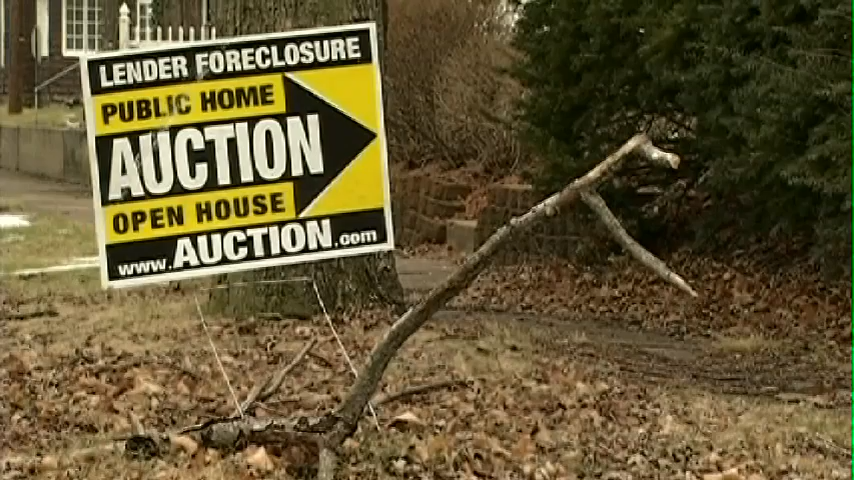 LENDER FORECLOSURE
PUBLIC HOME
AUCTION
OPEN HOUSE
www.AUCTION.com